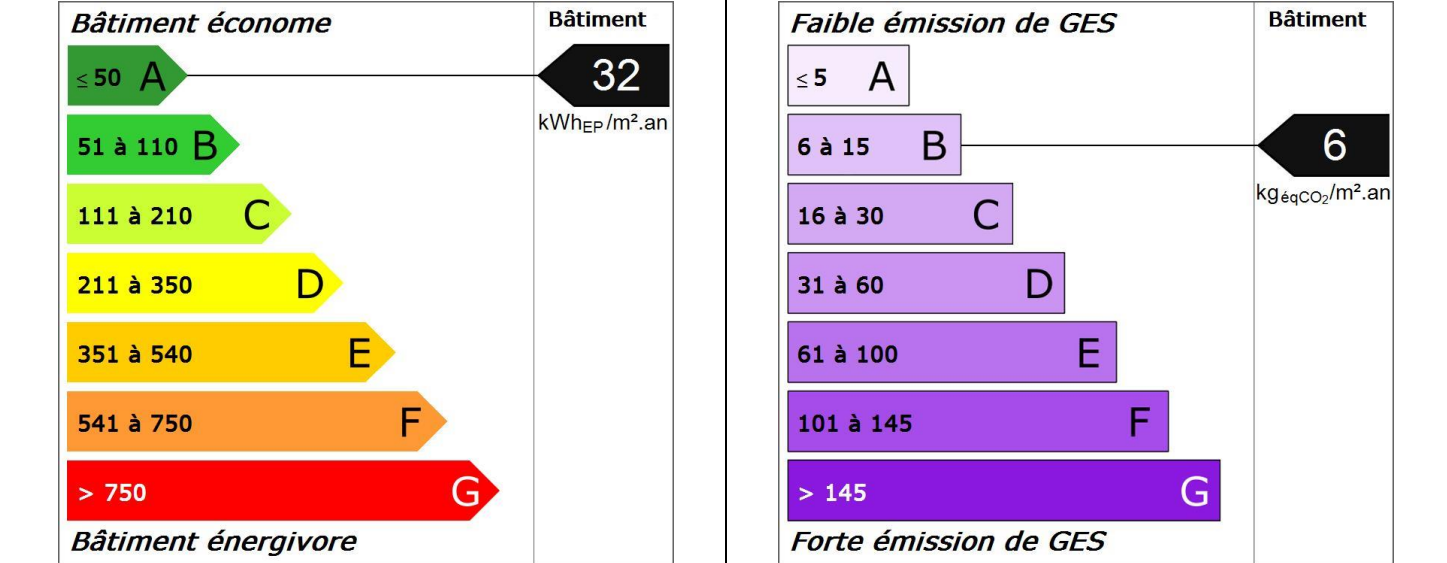 Bâtiment économe
Bâtiment
≤ 50 A
32
kWhEP/m².an
51 à 110 B
111 à 210 C
211 à 350 D
351 à 540 E
541 à 750 F
> 750 G
Bâtiment énergivore
Faible émission de GES
Bâtiment
≤ 5 A
6 à 15 B
6
kgéqCO₂/m².an
16 à 30 C
31 à 60 D
61 à 100 E
101 à 145 F
> 145 G
Forte émission de GES